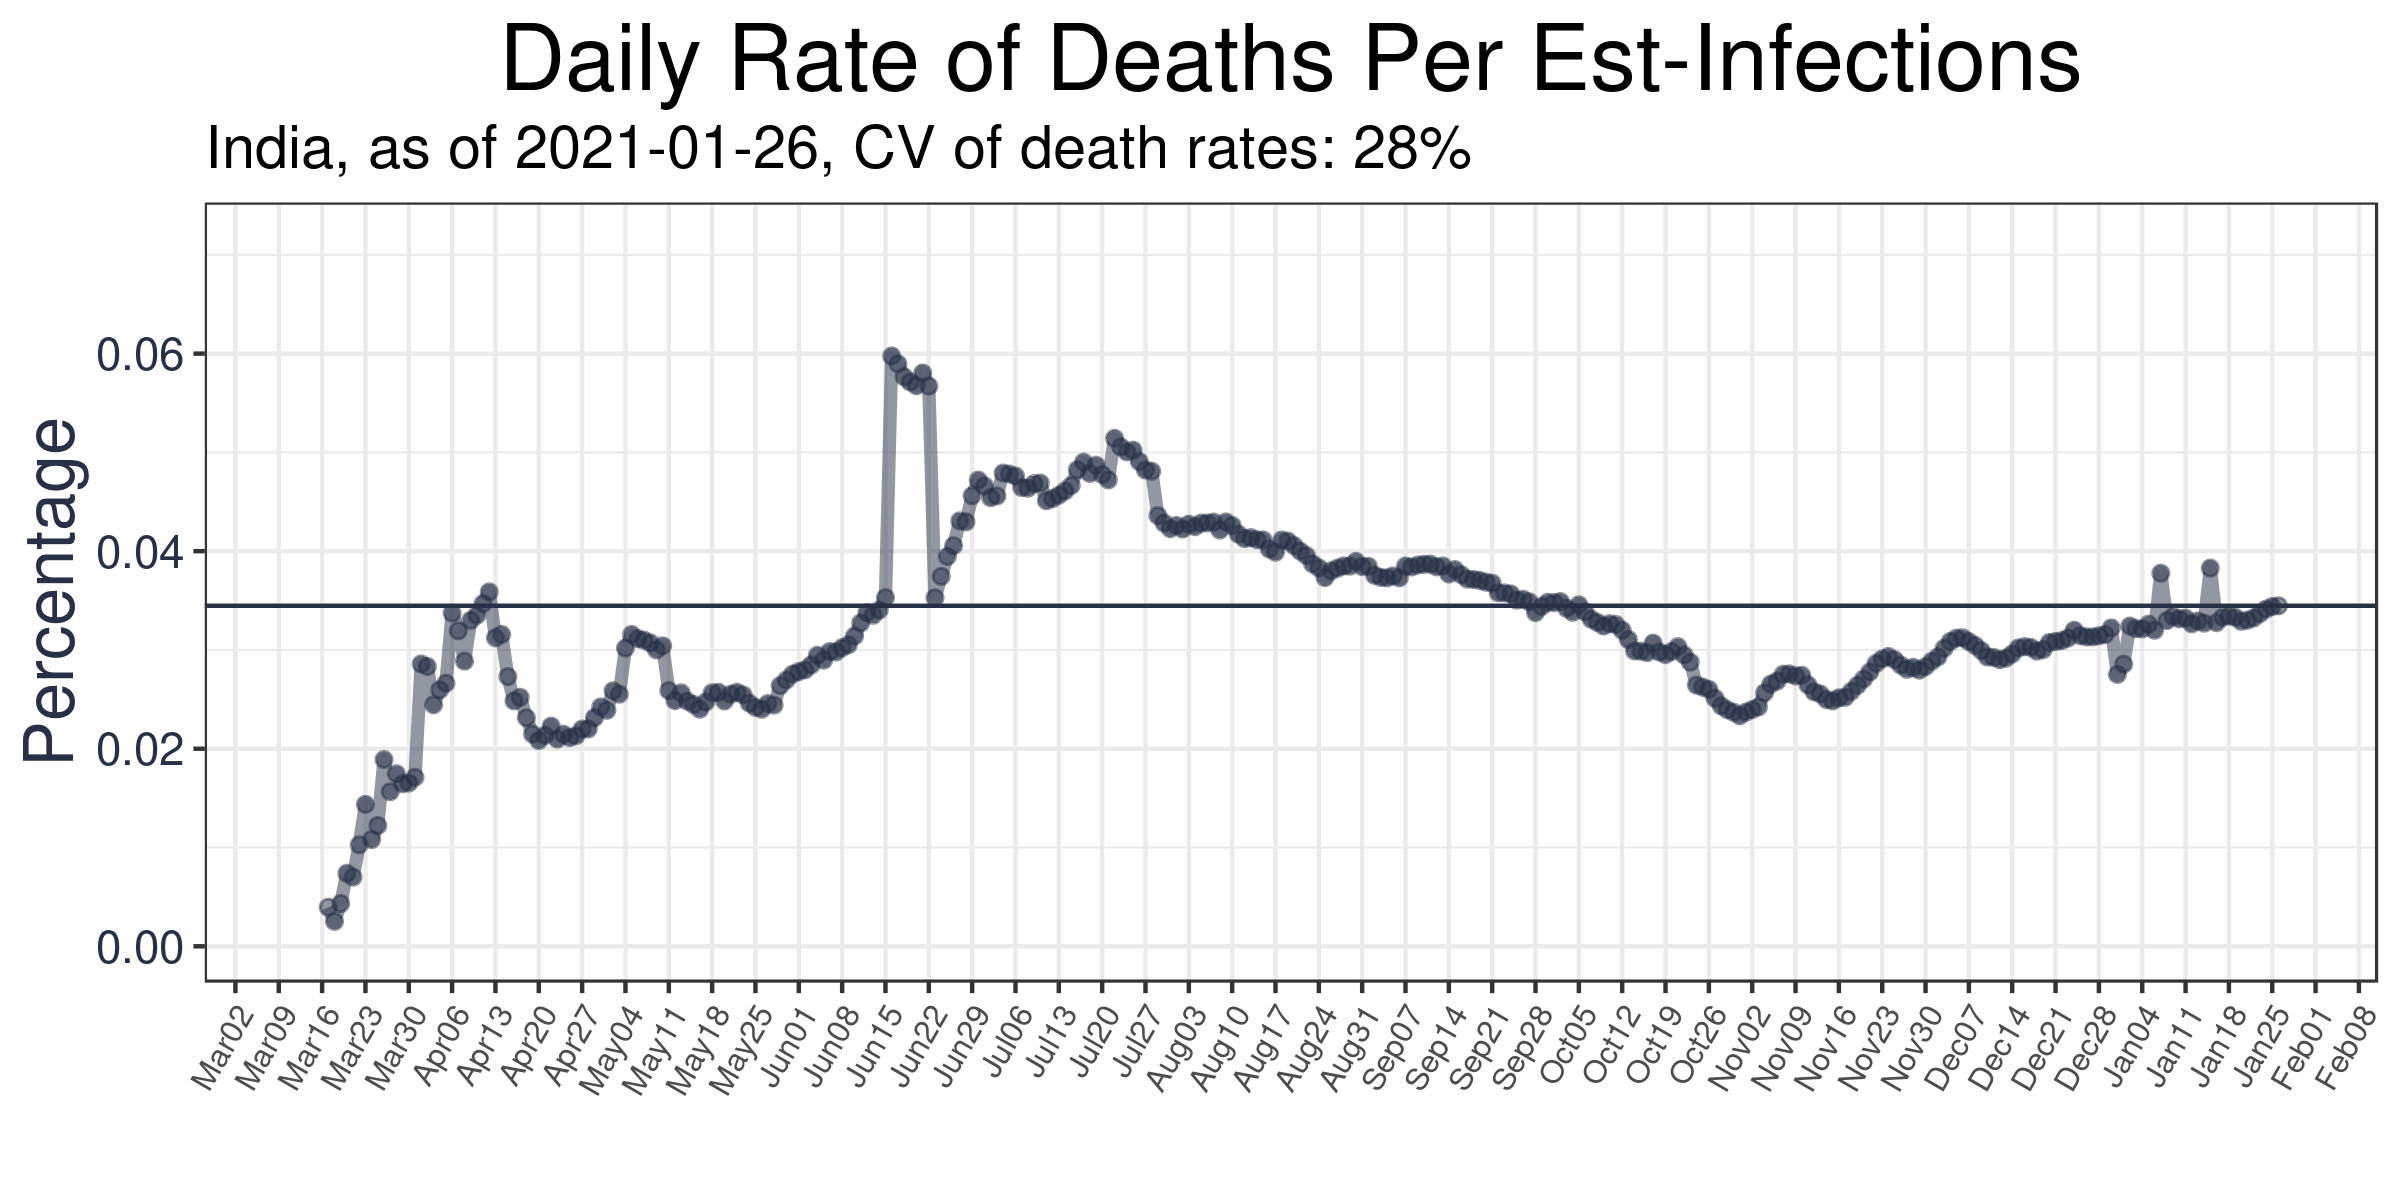 Daily Rate of Deaths Per Est-Infections
India, as of 2021-01-26, CV of death rates: 28%
Percentage
0.06
0.04
0.02
0.00
Mar02 Mar09 Mar16 Mar23 Mar30 Apr06 Apr13 Apr20 Apr27 May04 May11 May18 May25 Jun01 Jun08 Jun15 Jun22 Jun29 Jul06 Jul13 Jul20 Jul27 Aug03 Aug10 Aug17 Aug24 Aug31 Sep07 Sep14 Sep21 Sep28 Oct05 Oct12 Oct19 Oct26 Nov02 Nov09 Nov16 Nov23 Nov30 Dec07 Dec14 Dec21 Dec28 Jan04 Jan11 Jan18 Jan25 Feb01 Feb08